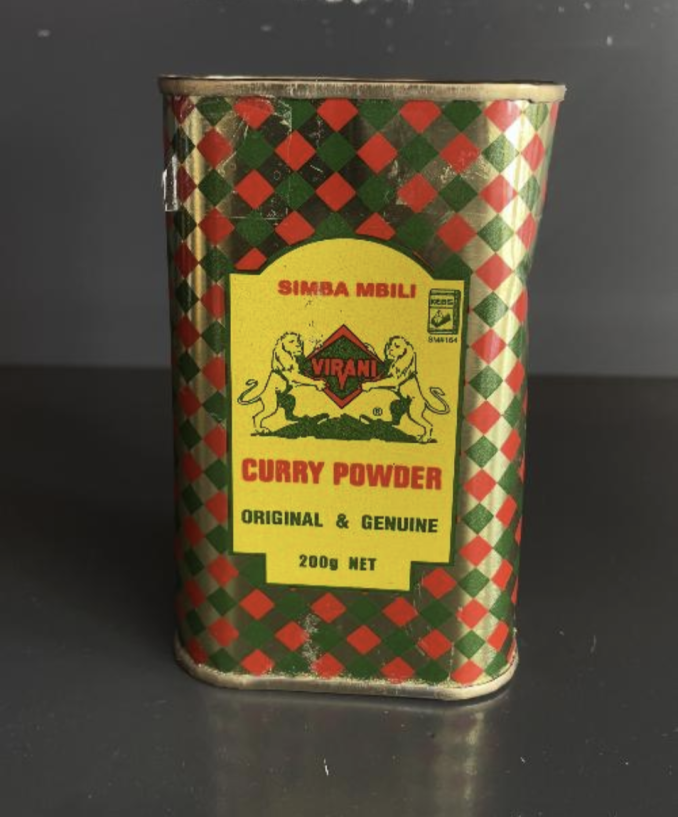 SIMBA MBILI
KEBS
VIRANI
®
CURRY POWDER
ORIGINAL & GENUINE
200g NET